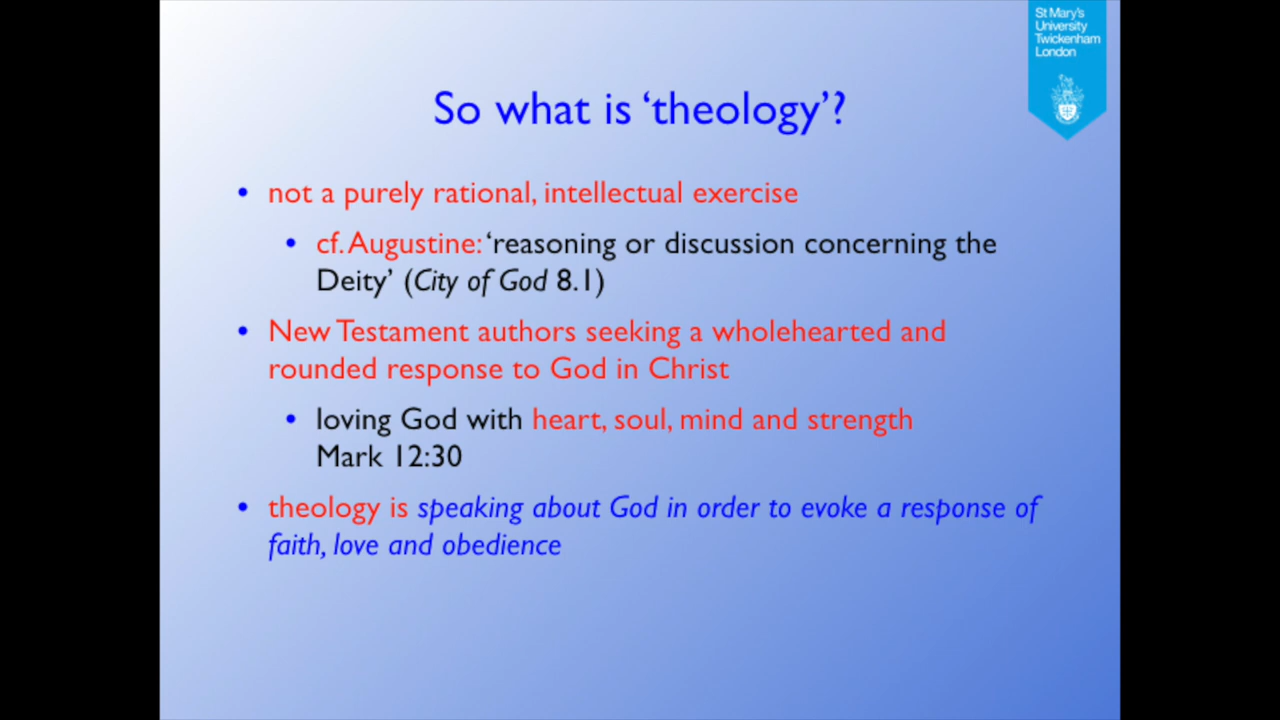 St Mary's
University
Twickenham
London
So what is ‘theology’?
• not a purely rational, intellectual exercise
• cf. Augustine: ‘reasoning or discussion concerning the
Deity’ (City of God 8.1)
• New Testament authors seeking a wholehearted and
rounded response to God in Christ
• loving God with heart, soul, mind and strength
Mark 12:30
• theology is speaking about God in order to evoke a response of
faith, love and obedience